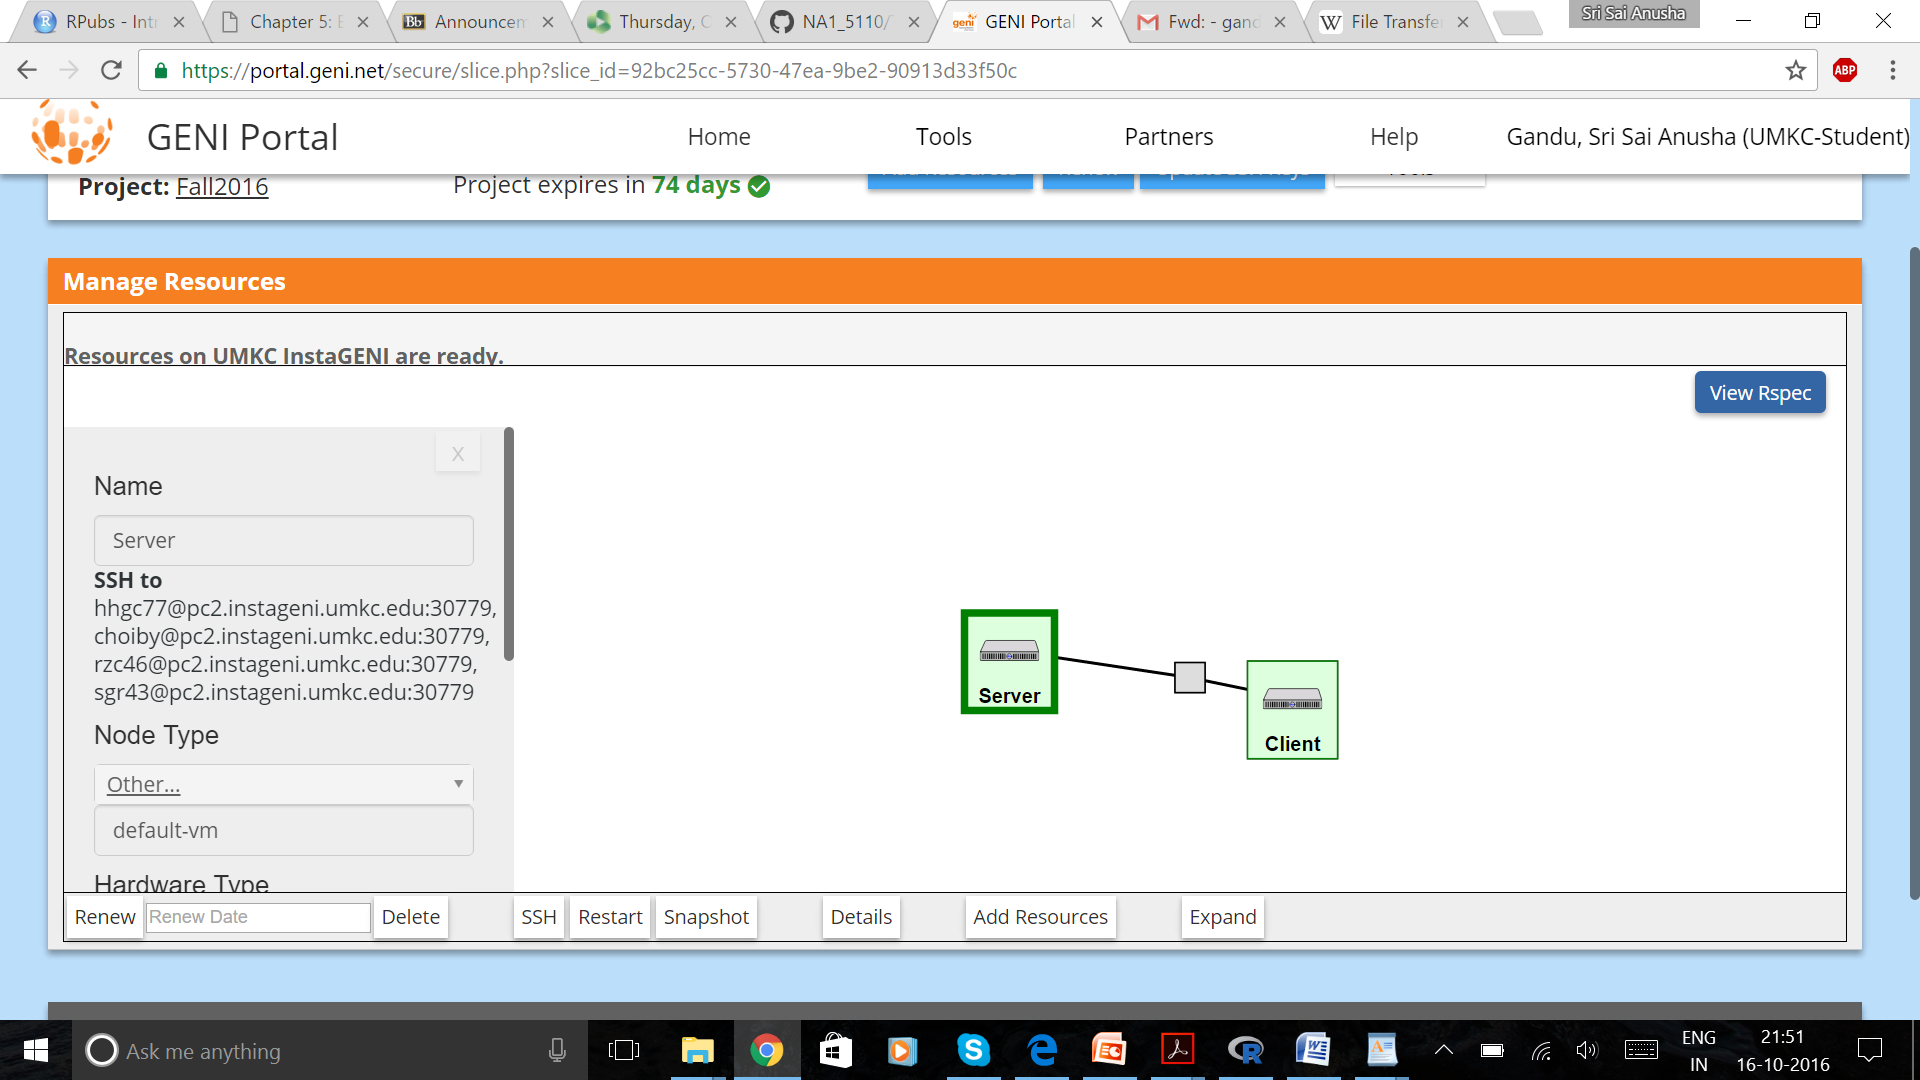 RPubs - Intr
Chapter 5: E
Bb Announcem
Thursday, O
NA1_5110/
geni GENI Portal
Fwd: - gand
W File Transfe
Sri Sai Anusha
https://portal.geni.net/secure/slice.php?slice_id=92bc25cc-5730-47ea-9be2-90913d33f50c
ABP
GENI Portal
Home
Tools
Partners
Help
Gandu, Sri Sai Anusha (UMKC-Student)
Project: Fall2016
Project expires in 74 days
Manage Resources
Resources on UMKC InstaGENI are ready.
View Rspec
x
Name
Server
SSH to
hhgc77@pc2.instageni.umkc.edu:30779,
choiby@pc2.instageni.umkc.edu:30779,
rzc46@pc2.instageni.umkc.edu:30779,
sgr43@pc2.instageni.umkc.edu:30779
Node Type
Other...
default-vm
Hardware Type
Server
Client
Renew
Renew Date
Delete
SSH
Restart
Snapshot
Details
Add Resources
Expand
Ask me anything
ENG
IN
21:51
16-10-2016